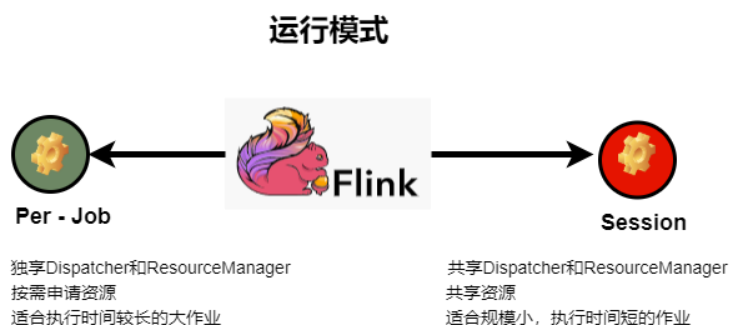 运行模式
Flink
Per - Job
Session
独享Dispatcher和ResourceManager
按需申请资源
适合执行时间较长的大作业
共享Dispatcher和ResourceManager
共享资源
适合规模小，执行时间短的作业